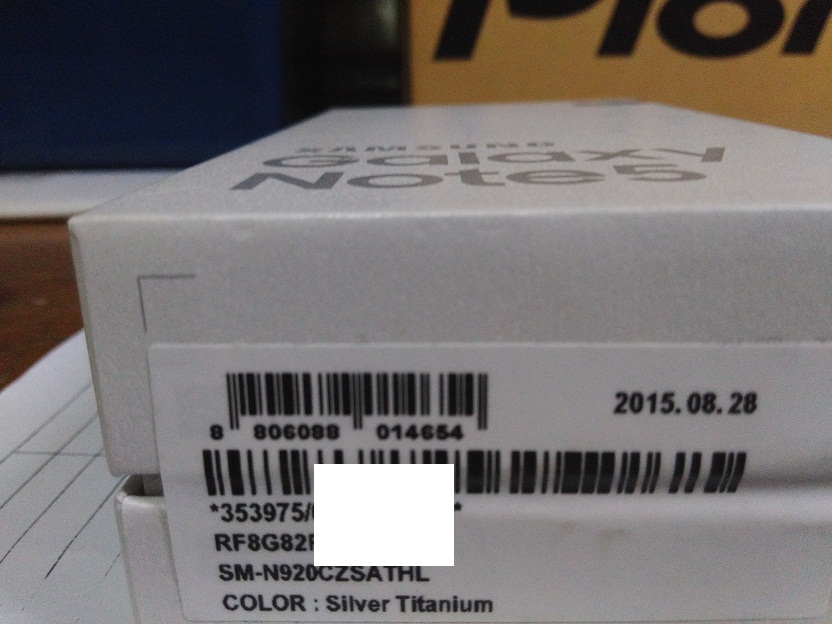 SAMSUNG
Galaxy
Note5
2015.08.28
8 806088 014654
*353975/ *
RF8G82
SM-N920CZSATHL
COLOR : Silver Titanium